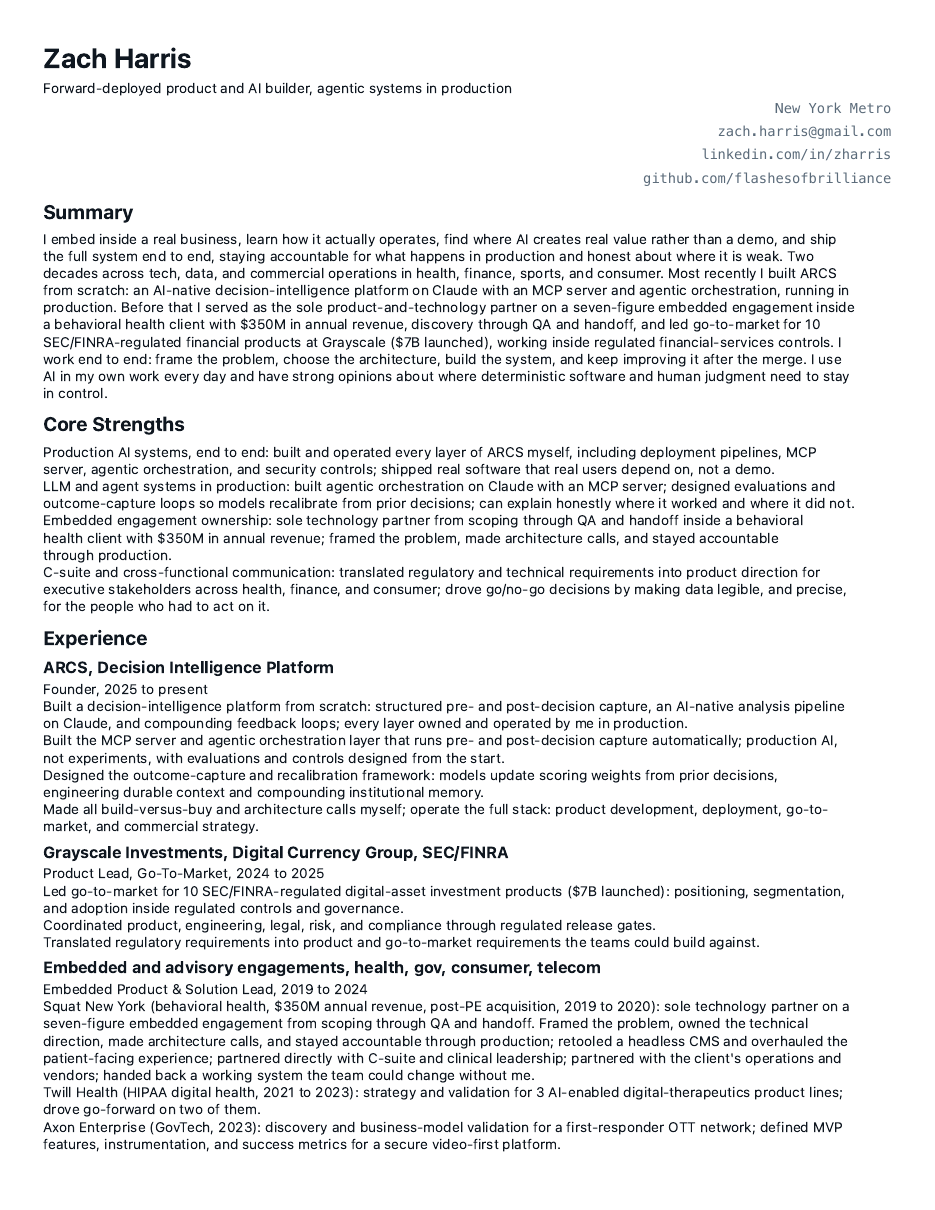 Zach Harris
Forward-deployed product and AI builder, agentic systems in production
New York Metro
zach.harris@gmail.com
linkedin.com/in/zharris
github.com/flashesofbrilliance
Summary
I embed inside a real business, learn how it actually operates, find where AI creates real value rather than a demo, and ship
the full system end to end, staying accountable for what happens in production and honest about where it is weak. Two
decades across tech, data, and commercial operations in health, finance, sports, and consumer. Most recently I built ARCS
from scratch: an AI-native decision-intelligence platform on Claude with an MCP server and agentic orchestration, running in
production. Before that I served as the sole product-and-technology partner on a seven-figure embedded engagement inside
a behavioral health client with $350M in annual revenue, discovery through QA and handoff, and led go-to-market for 10
SEC/FINRA-regulated financial products at Grayscale ($7B launched), working inside regulated financial-services controls. I
work end to end: frame the problem, choose the architecture, build the system, and keep improving it after the merge. I use
AI in my own work every day and have strong opinions about where deterministic software and human judgment need to stay
in control.
Core Strengths
Production AI systems, end to end: built and operated every layer of ARCS myself, including deployment pipelines, MCP
server, agentic orchestration, and security controls; shipped real software that real users depend on, not a demo.
LLM and agent systems in production: built agentic orchestration on Claude with an MCP server; designed evaluations and
outcome-capture loops so models recalibrate from prior decisions; can explain honestly where it worked and where it did not.
Embedded engagement ownership: sole technology partner from scoping through QA and handoff inside a behavioral
health client with $350M in annual revenue; framed the problem, made architecture calls, and stayed accountable
through production.
C-suite and cross-functional communication: translated regulatory and technical requirements into product direction for
executive stakeholders across health, finance, and consumer; drove go/no-go decisions by making data legible, and precise,
for the people who had to act on it.
Experience
ARCS, Decision Intelligence Platform
Founder, 2025 to present
Built a decision-intelligence platform from scratch: structured pre- and post-decision capture, an AI-native analysis pipeline
on Claude, and compounding feedback loops; every layer owned and operated by me in production.
Built the MCP server and agentic orchestration layer that runs pre- and post-decision capture automatically; production AI,
not experiments, with evaluations and controls designed from the start.
Designed the outcome-capture and recalibration framework: models update scoring weights from prior decisions,
engineering durable context and compounding institutional memory.
Made all build-versus-buy and architecture calls myself; operate the full stack: product development, deployment, go-to-
market, and commercial strategy.
Grayscale Investments, Digital Currency Group, SEC/FINRA
Product Lead, Go-To-Market, 2024 to 2025
Led go-to-market for 10 SEC/FINRA-regulated digital-asset investment products ($7B launched): positioning, segmentation,
and adoption inside regulated controls and governance.
Coordinated product, engineering, legal, risk, and compliance through regulated release gates.
Translated regulatory requirements into product and go-to-market requirements the teams could build against.
Embedded and advisory engagements, health, gov, consumer, telecom
Embedded Product & Solution Lead, 2019 to 2024
Squat New York (behavioral health, $350M annual revenue, post-PE acquisition, 2019 to 2020): sole technology partner on a
seven-figure embedded engagement from scoping through QA and handoff. Framed the problem, owned the technical
direction, made architecture calls, and stayed accountable through production; retooled a headless CMS and overhauled the
patient-facing experience; partnered directly with C-suite and clinical leadership; partnered with the client's operations and
vendors; handed back a working system the team could change without me.
Twill Health (HIPAA digital health, 2021 to 2023): strategy and validation for 3 AI-enabled digital-therapeutics product lines;
drove go-forward on two of them.
Axon Enterprise (GovTech, 2023): discovery and business-model validation for a first-responder OTT network; defined MVP
features, instrumentation, and success metrics for a secure video-first platform.